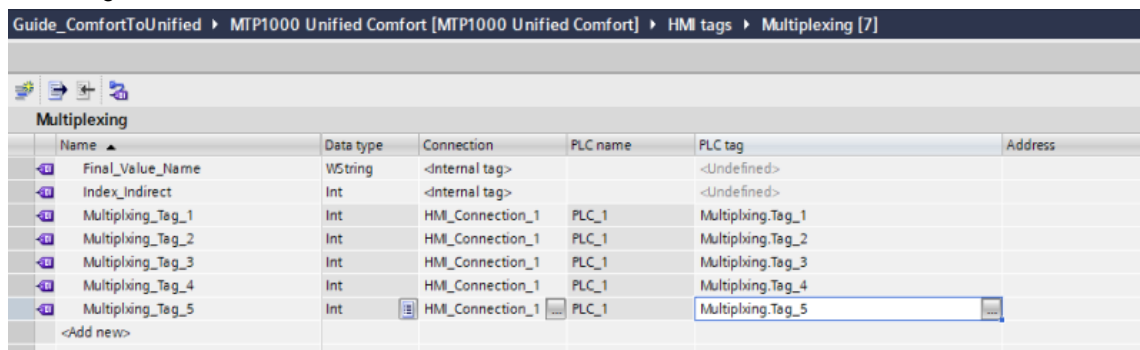 Guide_ComfortToUnified ▸ MTP1000 Unified Comfort [MTP1000 Unified Comfort] ▸ HMI tags ▸ Multiplexing [7]
Multiplexing
Name Data type Connection PLC name PLC tag Address
Final_Value_Name WString <Internal tag> <Undefined>
Index_Indirect Int <Internal tag> <Undefined>
Multiplxing_Tag_1 Int HMI_Connection_1 PLC_1 Multiplxing.Tag_1
Multiplxing_Tag_2 Int HMI_Connection_1 PLC_1 Multiplxing.Tag_2
Multiplxing_Tag_3 Int HMI_Connection_1 PLC_1 Multiplxing.Tag_3
Multiplxing_Tag_4 Int HMI_Connection_1 PLC_1 Multiplxing.Tag_4
Multiplxing_Tag_5 Int HMI_Connection_1 ... PLC_1 Multiplxing.Tag_5 ...
<Add new>